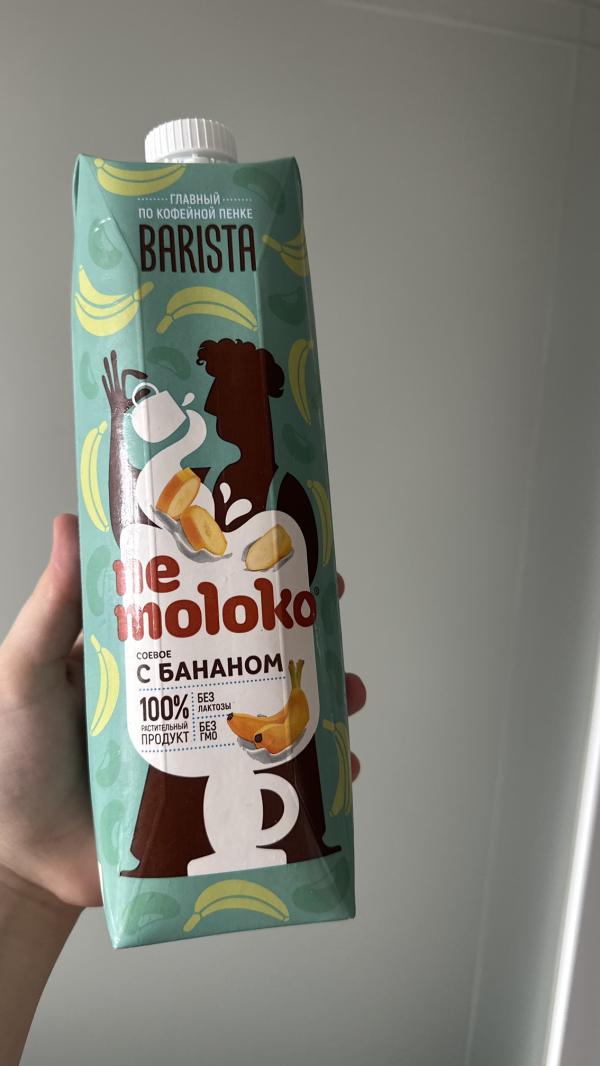 ГЛАВНЫЙ
ПО КОФЕЙНОЙ ПЕНКЕ
BARISTA
ne
moloko®
СОЕВОЕ
С БАНАНОМ
100%
РАСТИТЕЛЬНЫЙ
ПРОДУКТ
БЕЗ
ЛАКТОЗЫ
БЕЗ
ГМО